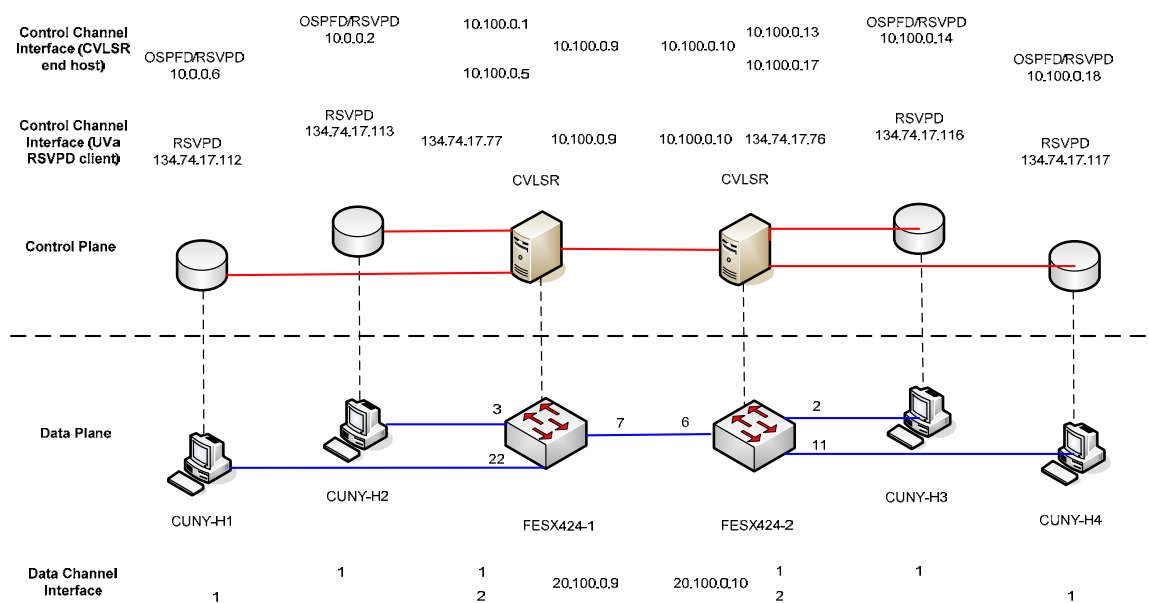 Control Channel
Interface (CVLSR
end host)
OSPFD/RSVPD
10.0.0.6
OSPFD/RSVPD
10.0.0.2
10.100.0.1
10.100.0.5
10.100.0.9
10.100.0.10
10.100.0.13
10.100.0.17
OSPFD/RSVPD
10.100.0.14
OSPFD/RSVPD
10.100.0.18
Control Channel
Interface (UVa
RSVPD client)
RSVPD
134.74.17.112
RSVPD
134.74.17.113
134.74.17.77
10.100.0.9
10.100.0.10
134.74.17.76
RSVPD
134.74.17.116
RSVPD
134.74.17.117
CVLSR
CVLSR
Control Plane
Data Plane
3
22
7
6
2
11
CUNY-H1
CUNY-H2
FESX424-1
FESX424-2
CUNY-H3
CUNY-H4
Data Channel
Interface
1
1
1
2
20.100.0.9
20.100.0.10
1
2
1
1